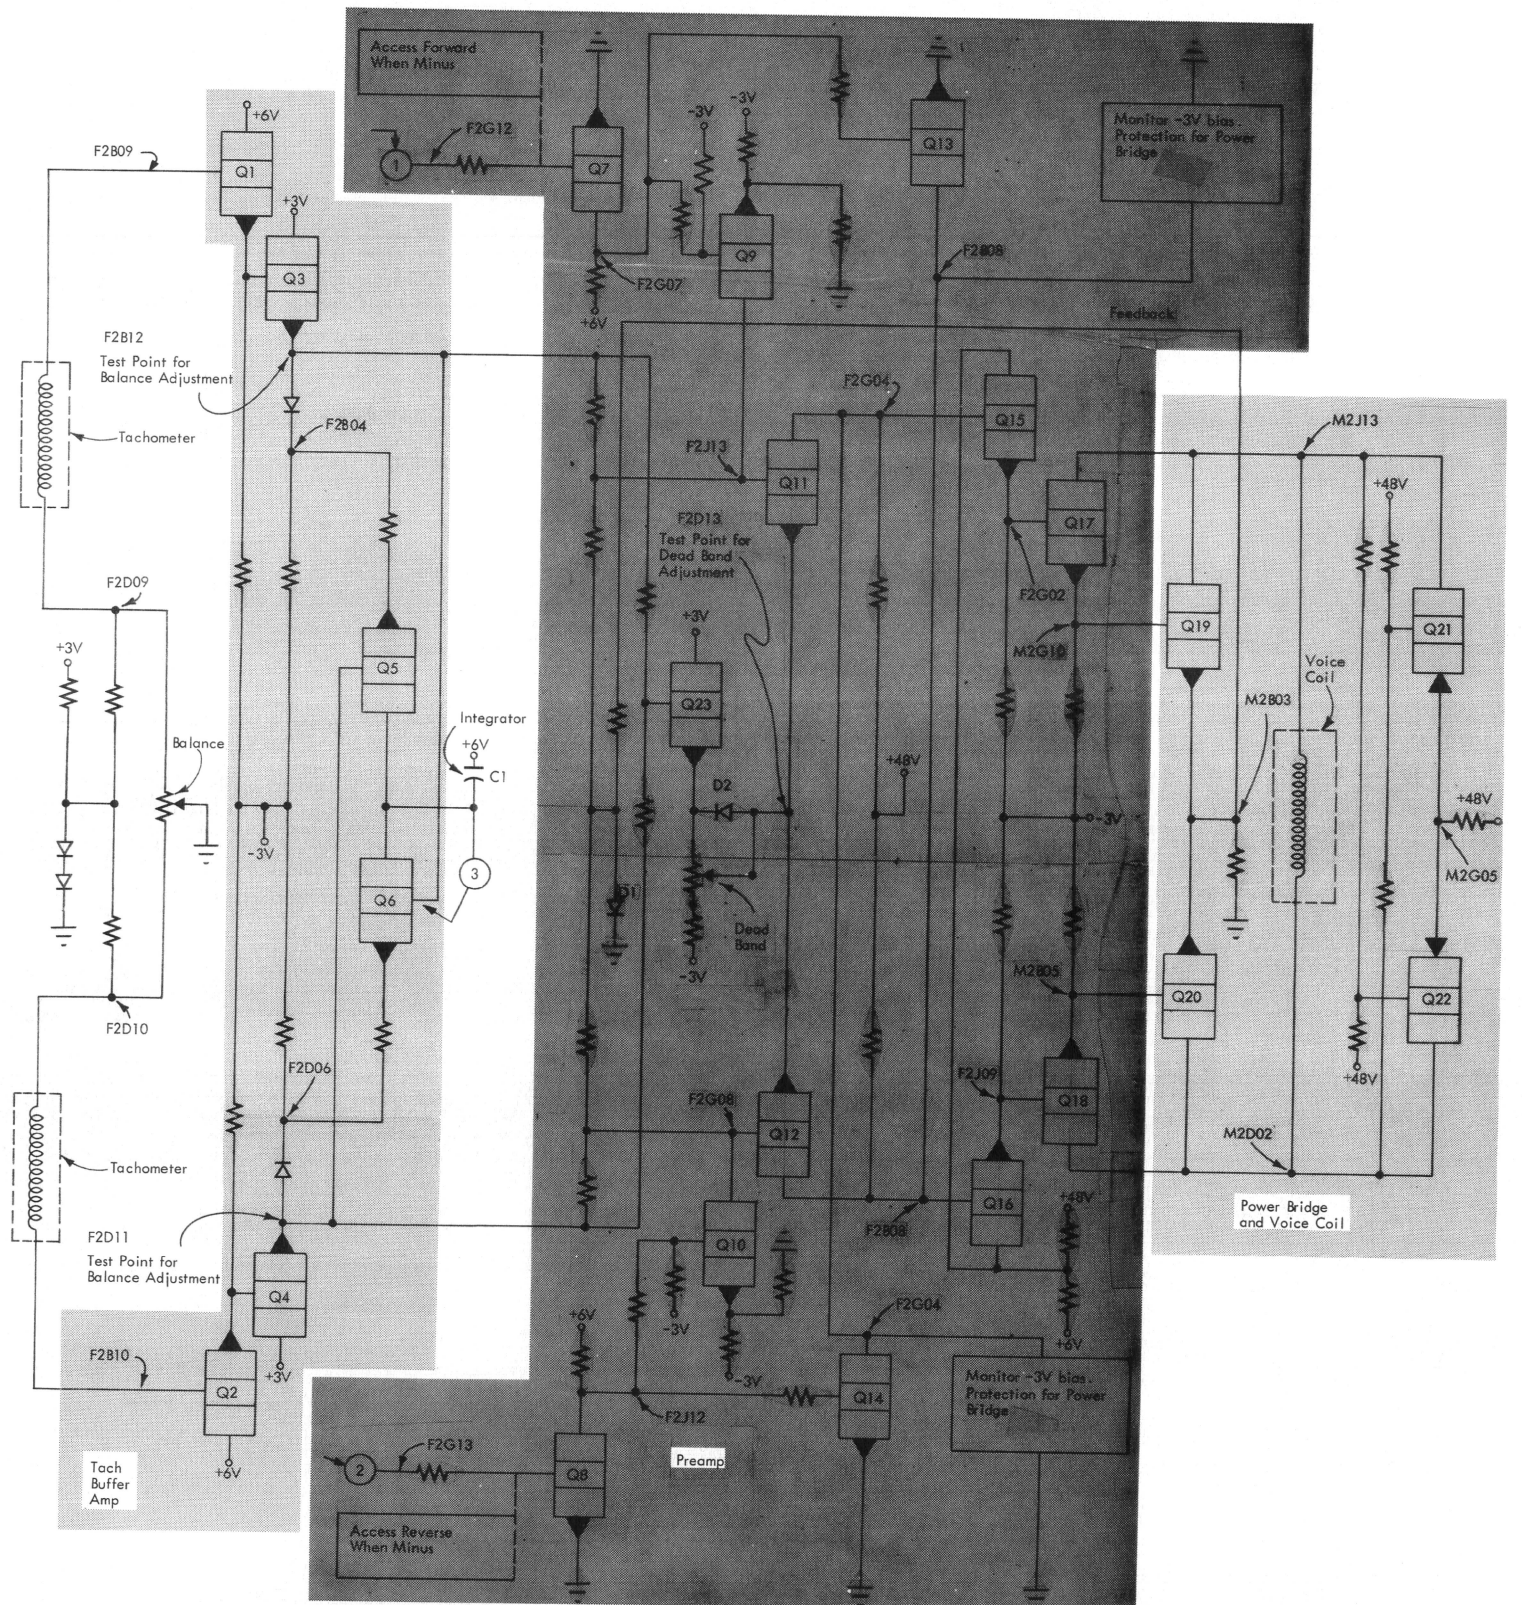 Access Forward
When Minus
+6V
F2B09
Q1
1
F2G12
Q7
-3V
-3V
Q13
Monitor -3V bias.
Protection for Power
Bridge
+3V
Q3
Q9
F2B08
F2G07
+6V
Feedback
F2B12
Test Point for
Balance Adjustment
Tachometer
F2B04
F2G04
Q15
F2J13
Q11
M2J13
+48V
F2D13
Test Point for
Dead Band
Adjustment
Q17
F2G02
F2D09
+3V
Q5
+3V
M2G10
Q19
Q21
Q23
Voice
Coil
M2B03
Integrator
+6V
C1
Balance
D2
+48V
-3V
-3V
+48V
M2G05
3
Q6
D1
Dead
Band
-3V
M2B05
Q20
Q22
F2D10
F2D06
F2J09
Q18
+48V
F2G08
Q12
M2D02
Tachometer
Q16
+48V
F2B08
Power Bridge
and Voice Coil
F2D11
Test Point for
Balance Adjustment
Q10
Q4
+6V
-3V
F2G04
+6V
F2B10
+3V
Q2
-3V
Q14
Monitor -3V bias.
Protection for Power
Bridge
F2J12
+6V
2
F2G13
Q8
Preamp
Tach
Buffer
Amp
Access Reverse
When Minus